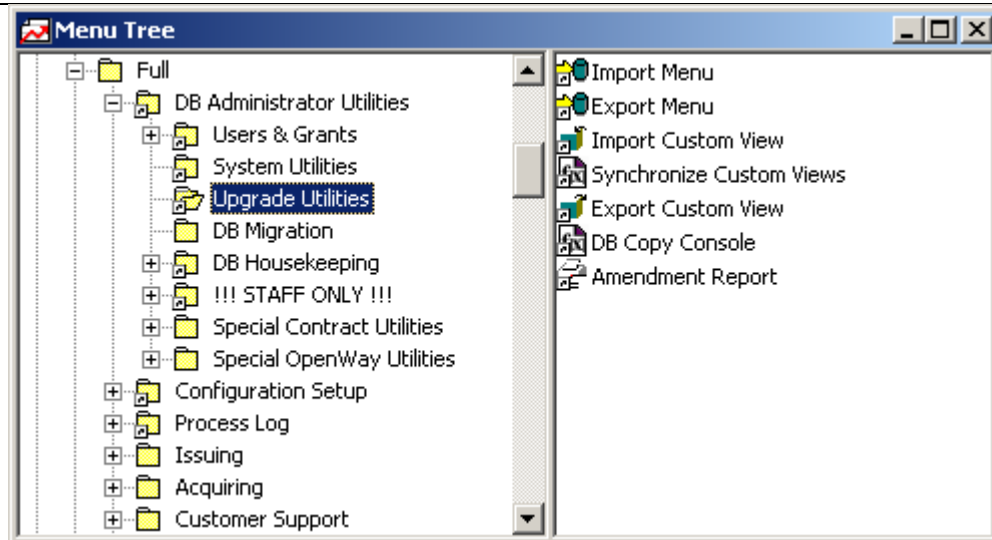 Menu Tree
Full
DB Administrator Utilities
Users & Grants
System Utilities
Upgrade Utilities
DB Migration
DB Housekeeping
!!! STAFF ONLY !!!
Special Contract Utilities
Special OpenWay Utilities
Configuration Setup
Process Log
Issuing
Acquiring
Customer Support
Import Menu
Export Menu
Import Custom View
Synchronize Custom Views
Export Custom View
DB Copy Console
Amendment Report